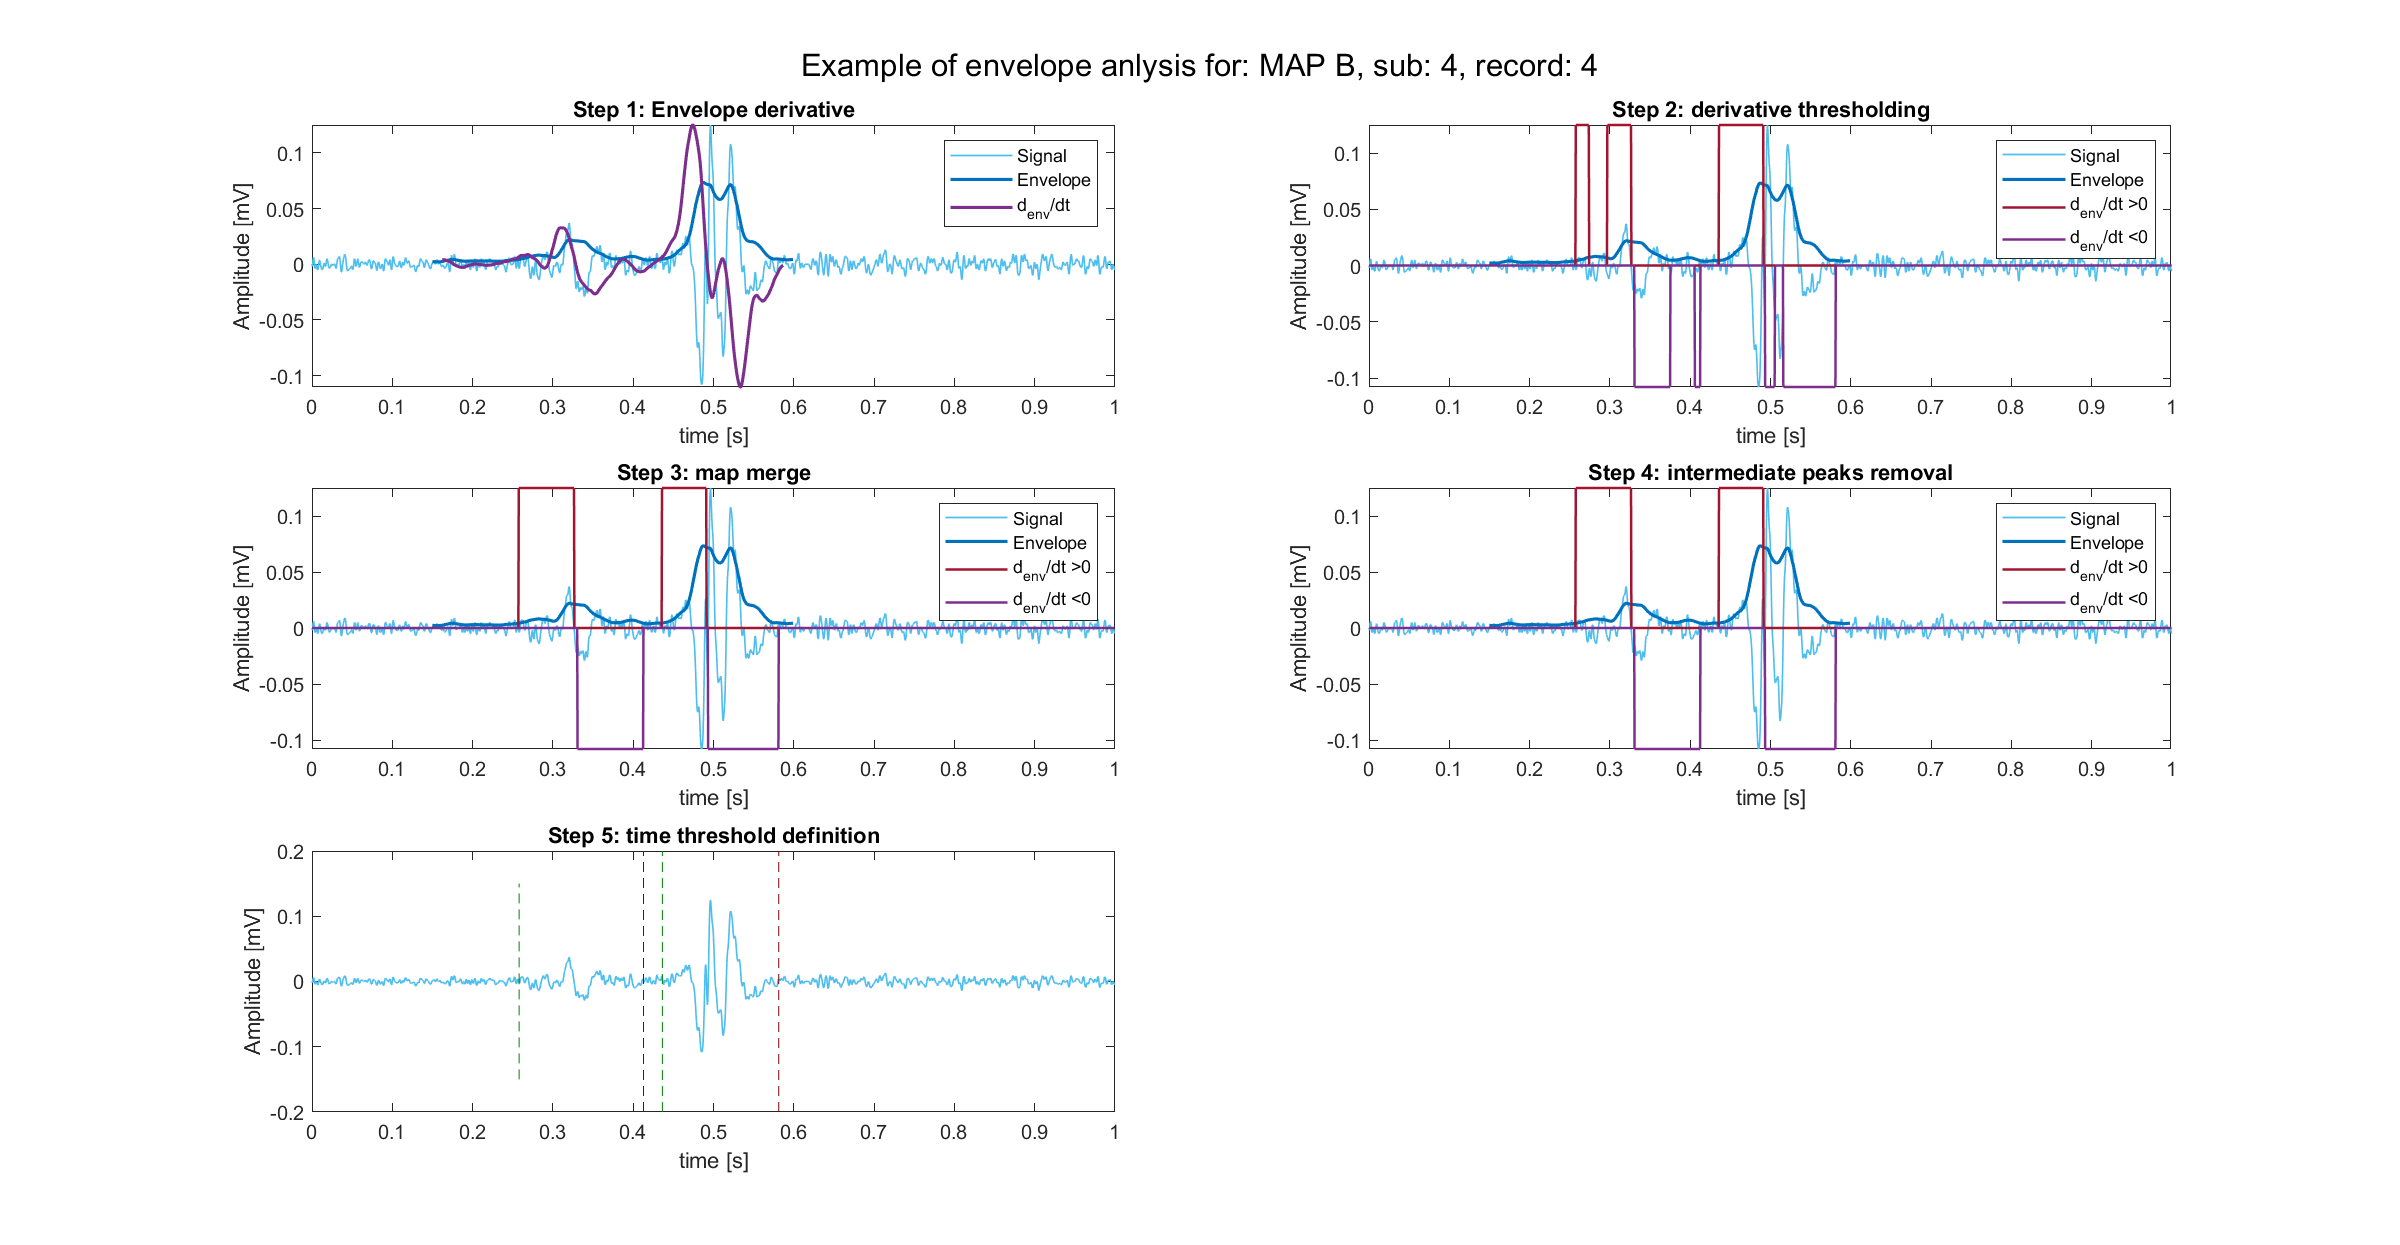 Example of envelope anlysis for: MAP B, sub: 4, record: 4
Step 1: Envelope derivative
Amplitude [mV]
0.1
0.05
0
-0.05
-0.1
Signal
Envelope
d_env/dt
0 0.1 0.2 0.3 0.4 0.5 0.6 0.7 0.8 0.9 1
time [s]
Step 2: derivative thresholding
Amplitude [mV]
0.1
0.05
0
-0.05
-0.1
Signal
Envelope
d_env/dt >0
d_env/dt <0
0 0.1 0.2 0.3 0.4 0.5 0.6 0.7 0.8 0.9 1
time [s]
Step 3: map merge
Amplitude [mV]
0.1
0.05
0
-0.05
-0.1
Signal
Envelope
d_env/dt >0
d_env/dt <0
0 0.1 0.2 0.3 0.4 0.5 0.6 0.7 0.8 0.9 1
time [s]
Step 4: intermediate peaks removal
Amplitude [mV]
0.1
0.05
0
-0.05
-0.1
Signal
Envelope
d_env/dt >0
d_env/dt <0
0 0.1 0.2 0.3 0.4 0.5 0.6 0.7 0.8 0.9 1
time [s]
Step 5: time threshold definition
Amplitude [mV]
0.2
0.1
0
-0.1
-0.2
0 0.1 0.2 0.3 0.4 0.5 0.6 0.7 0.8 0.9 1
time [s]